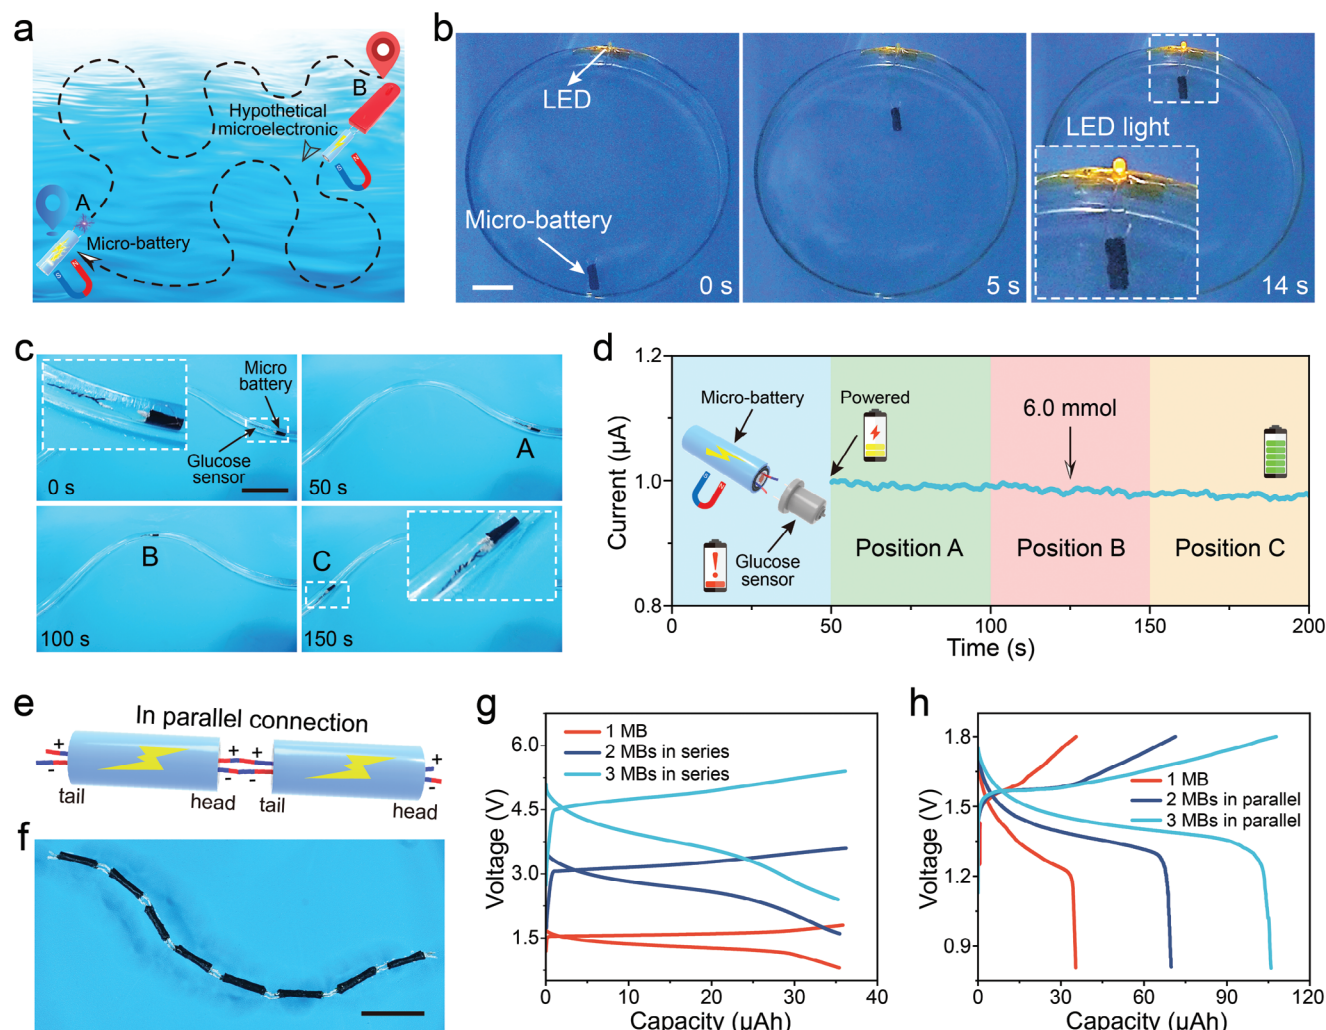 a
B
Hypothetical
microelectronic
A
Micro-battery
b
LED
Micro-battery
0 s
5 s
LED light
14 s
c
Micro
battery
Glucose
sensor
0 s
A
50 s
B
100 s
C
150 s
d
Current (µA)
1.2
1.0
0.8
Micro-battery
Powered
6.0 mmol
Glucose
sensor
Position A
Position B
Position C
0
50
100
150
200
Time (s)
e
In parallel connection
+
-
+
-
+
-
+
-
tail
head
tail
head
f
g
1 MB
2 MBs in series
3 MBs in series
Voltage (V)
6.0
4.5
3.0
1.5
0
10
20
30
40
Capacity (µAh)
h
1 MB
2 MBs in parallel
3 MBs in parallel
Voltage (V)
1.8
1.5
1.2
0.9
0
30
60
90
120
Capacity (µAh)